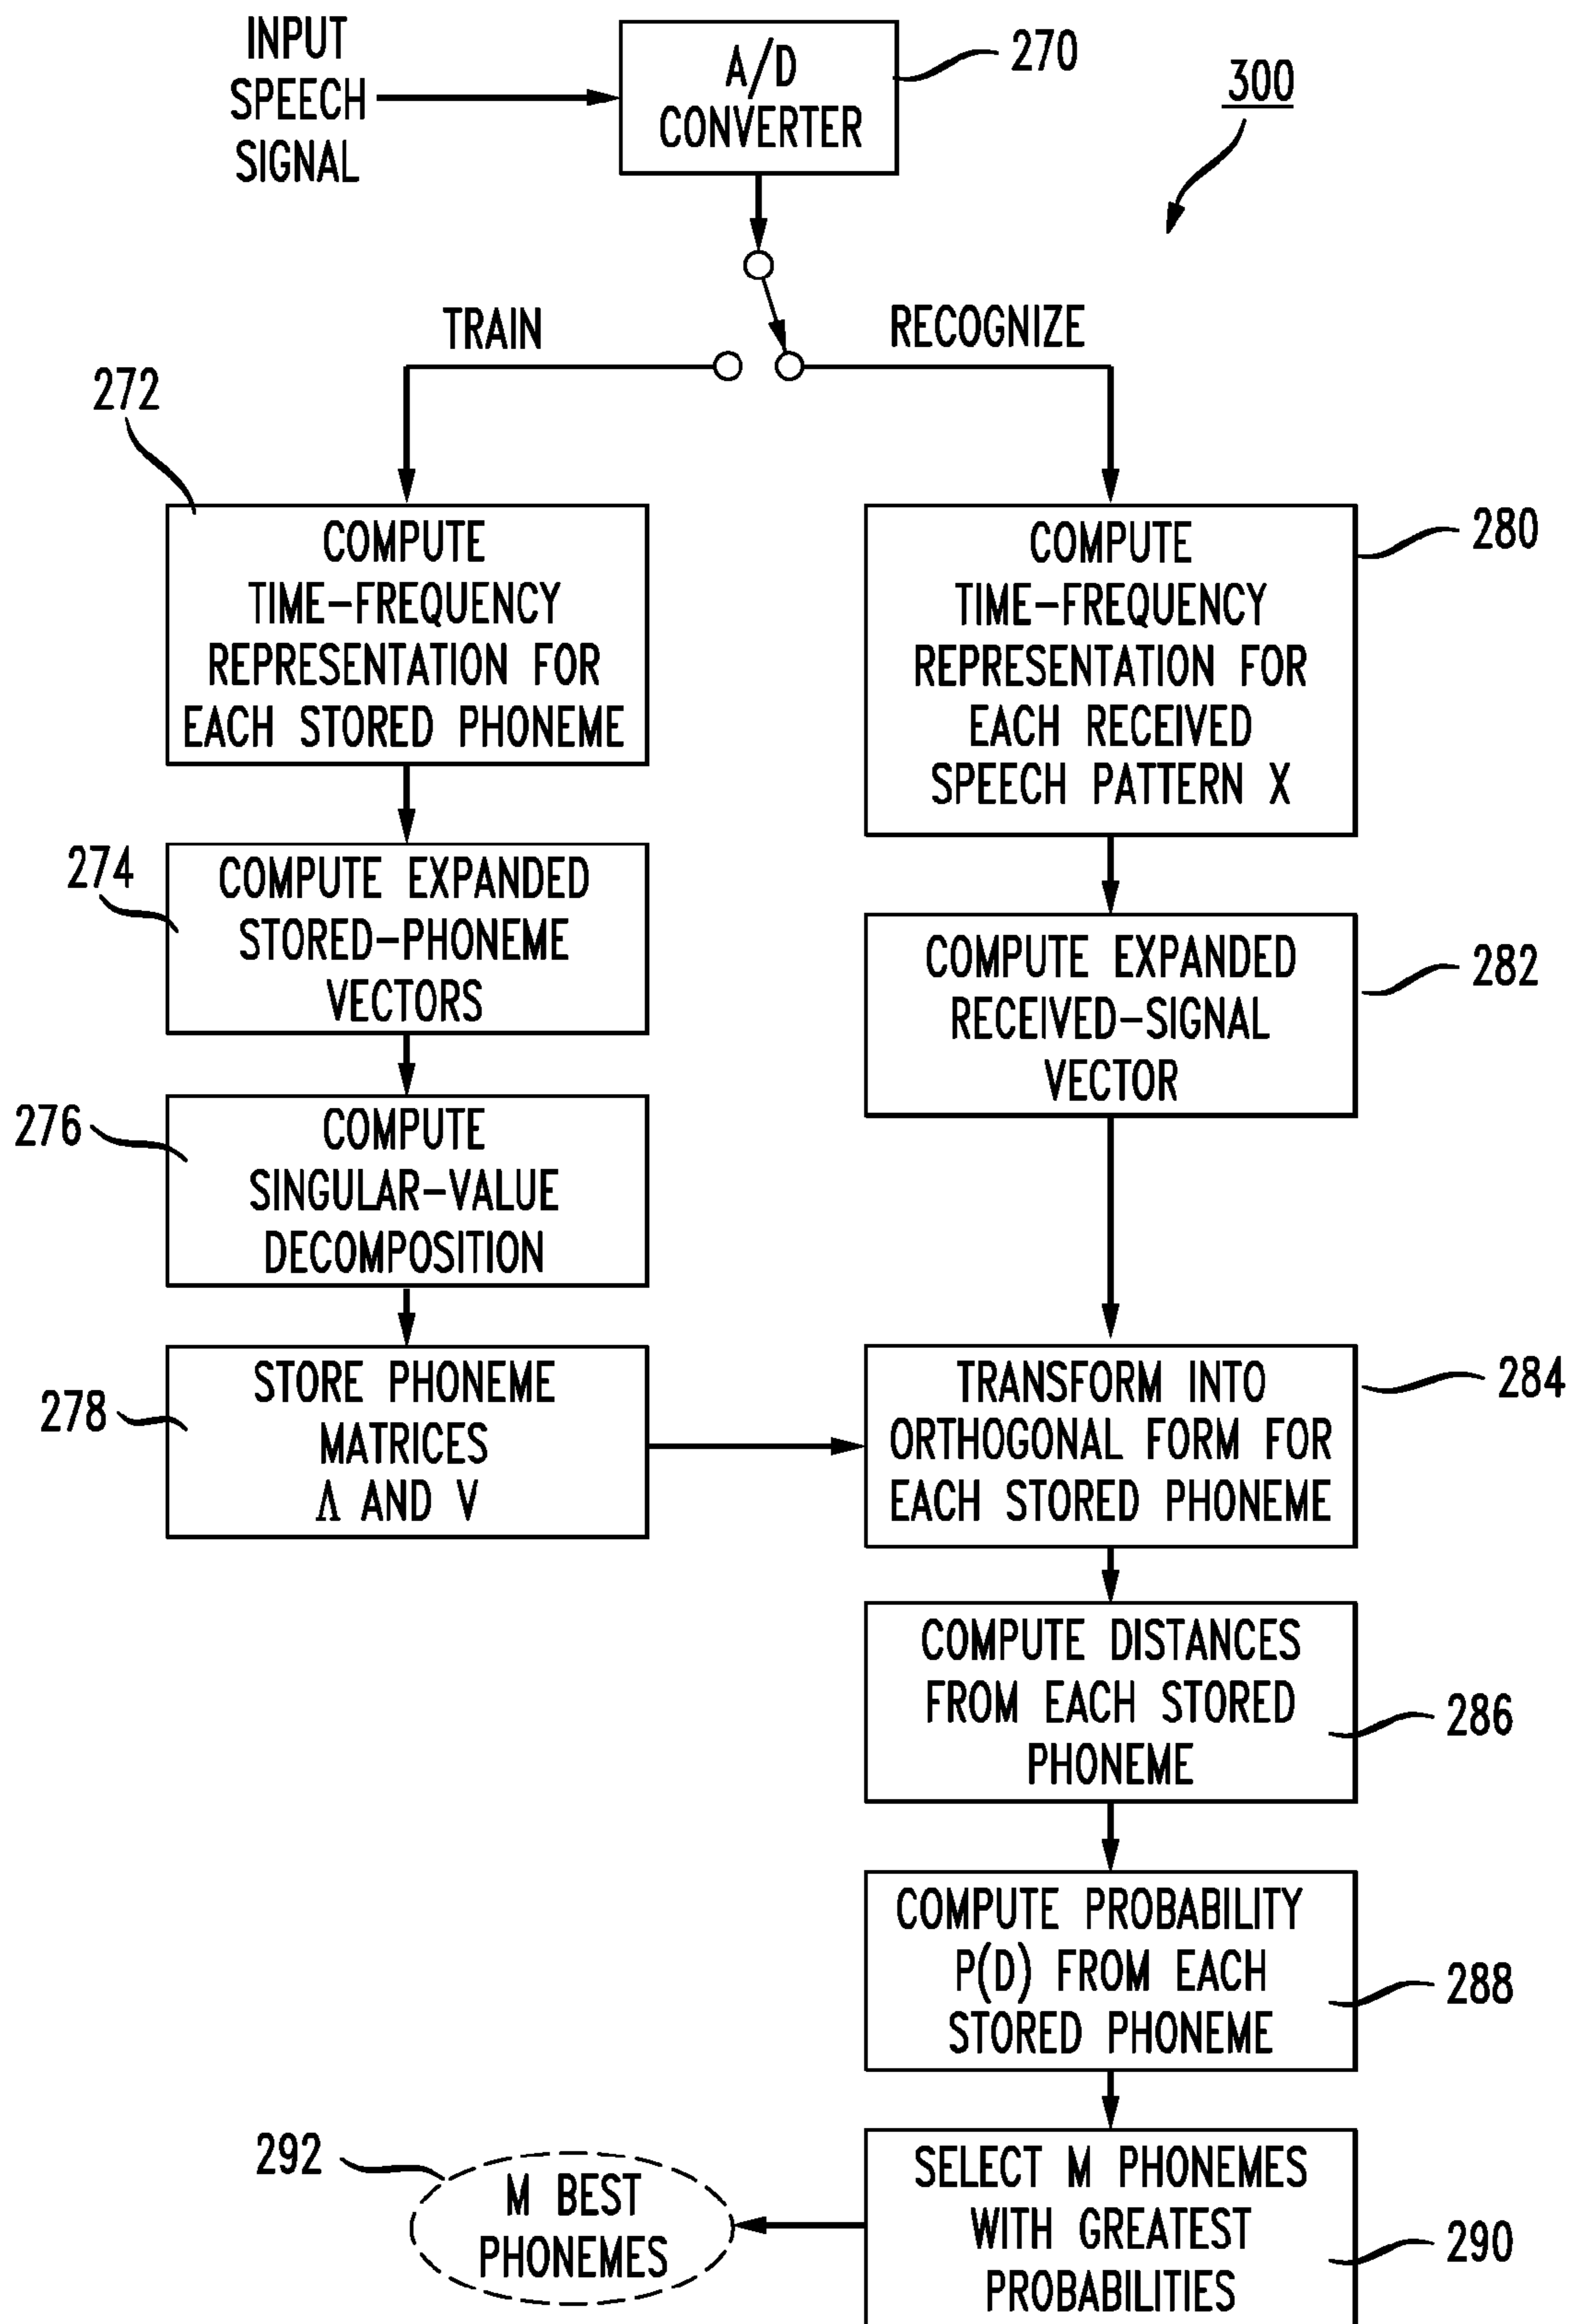 INPUT
SPEECH
SIGNAL
A/D
CONVERTER
270
300
TRAIN
RECOGNIZE
272
COMPUTE
TIME-FREQUENCY
REPRESENTATION FOR
EACH STORED PHONEME
COMPUTE
TIME-FREQUENCY
REPRESENTATION FOR
EACH RECEIVED
SPEECH PATTERN X
280
274
COMPUTE EXPANDED
STORED-PHONEME
VECTORS
COMPUTE EXPANDED
RECEIVED-SIGNAL
VECTOR
282
276
COMPUTE
SINGULAR-VALUE
DECOMPOSITION
278
STORE PHONEME
MATRICES
Λ AND V
TRANSFORM INTO
ORTHOGONAL FORM FOR
EACH STORED PHONEME
284
COMPUTE DISTANCES
FROM EACH STORED
PHONEME
286
COMPUTE PROBABILITY
P(D) FROM EACH
STORED PHONEME
288
292
M BEST
PHONEMES
SELECT M PHONEMES
WITH GREATEST
PROBABILITIES
290